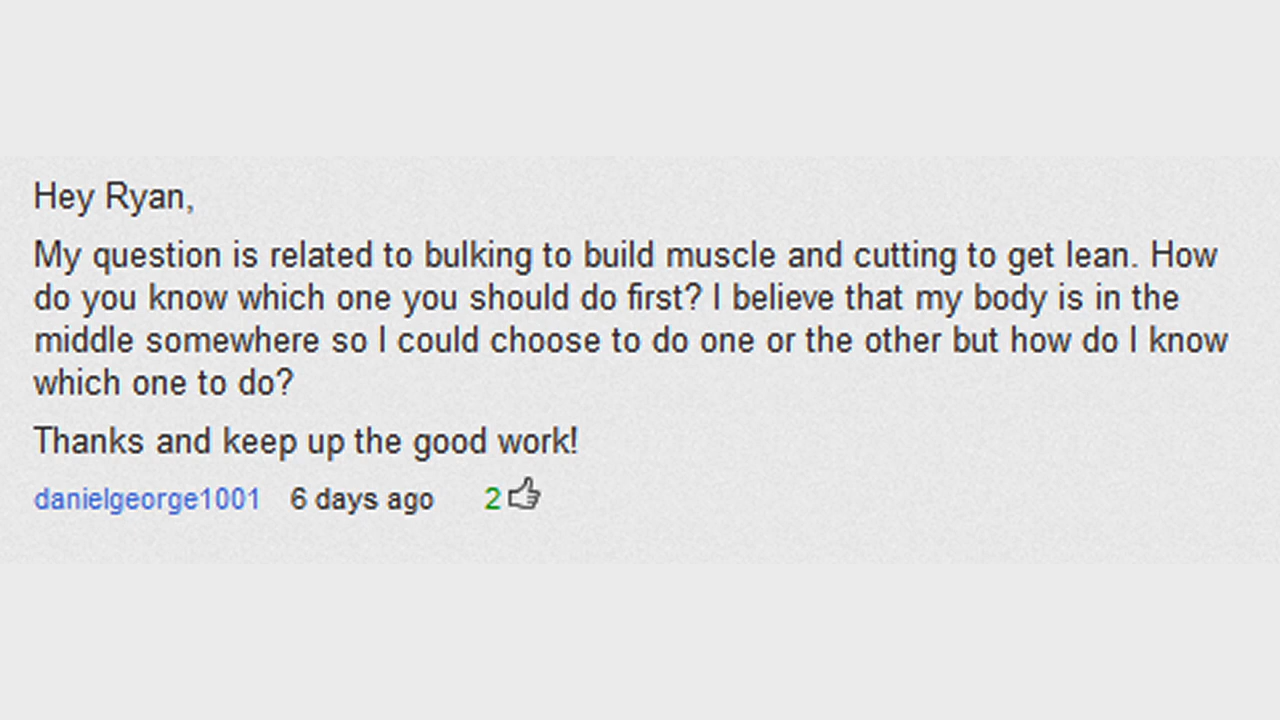 Hey Ryan,
My question is related to bulking to build muscle and cutting to get lean. How
do you know which one you should do first? I believe that my body is in the
middle somewhere so I could choose to do one or the other but how do I know
which one to do?
Thanks and keep up the good work!
danielgeorge1001 6 days ago 2